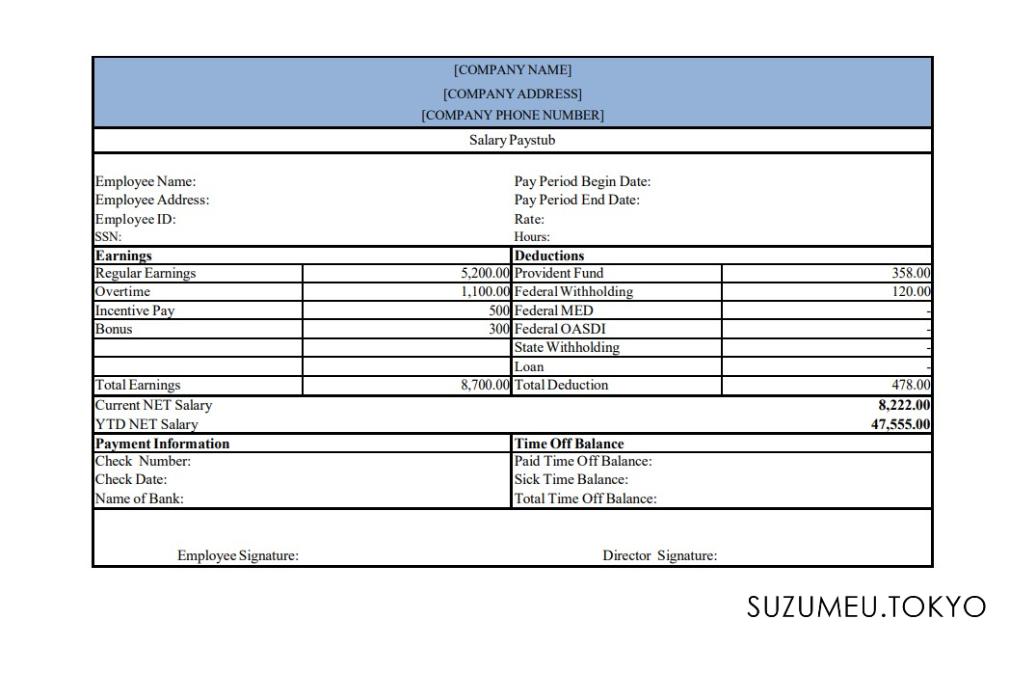 [COMPANY NAME]
[COMPANY ADDRESS]
[COMPANY PHONE NUMBER]
Salary Paystub
Employee Name: Pay Period Begin Date:
Employee Address: Pay Period End Date:
Employee ID: Rate:
SSN: Hours:
Earnings Deductions
Regular Earnings 5,200.00 Provident Fund 358.00
Overtime 1,100.00 Federal Withholding 120.00
Incentive Pay 500 Federal MED -
Bonus 300 Federal OASDI -
State Withholding -
Loan -
Total Earnings 8,700.00 Total Deduction 478.00
Current NET Salary 8,222.00
YTD NET Salary 47,555.00
Payment Information Time Off Balance
Check Number: Paid Time Off Balance:
Check Date: Sick Time Balance:
Name of Bank: Total Time Off Balance:
Employee Signature: Director Signature:
SUZUMEU.TOKYO